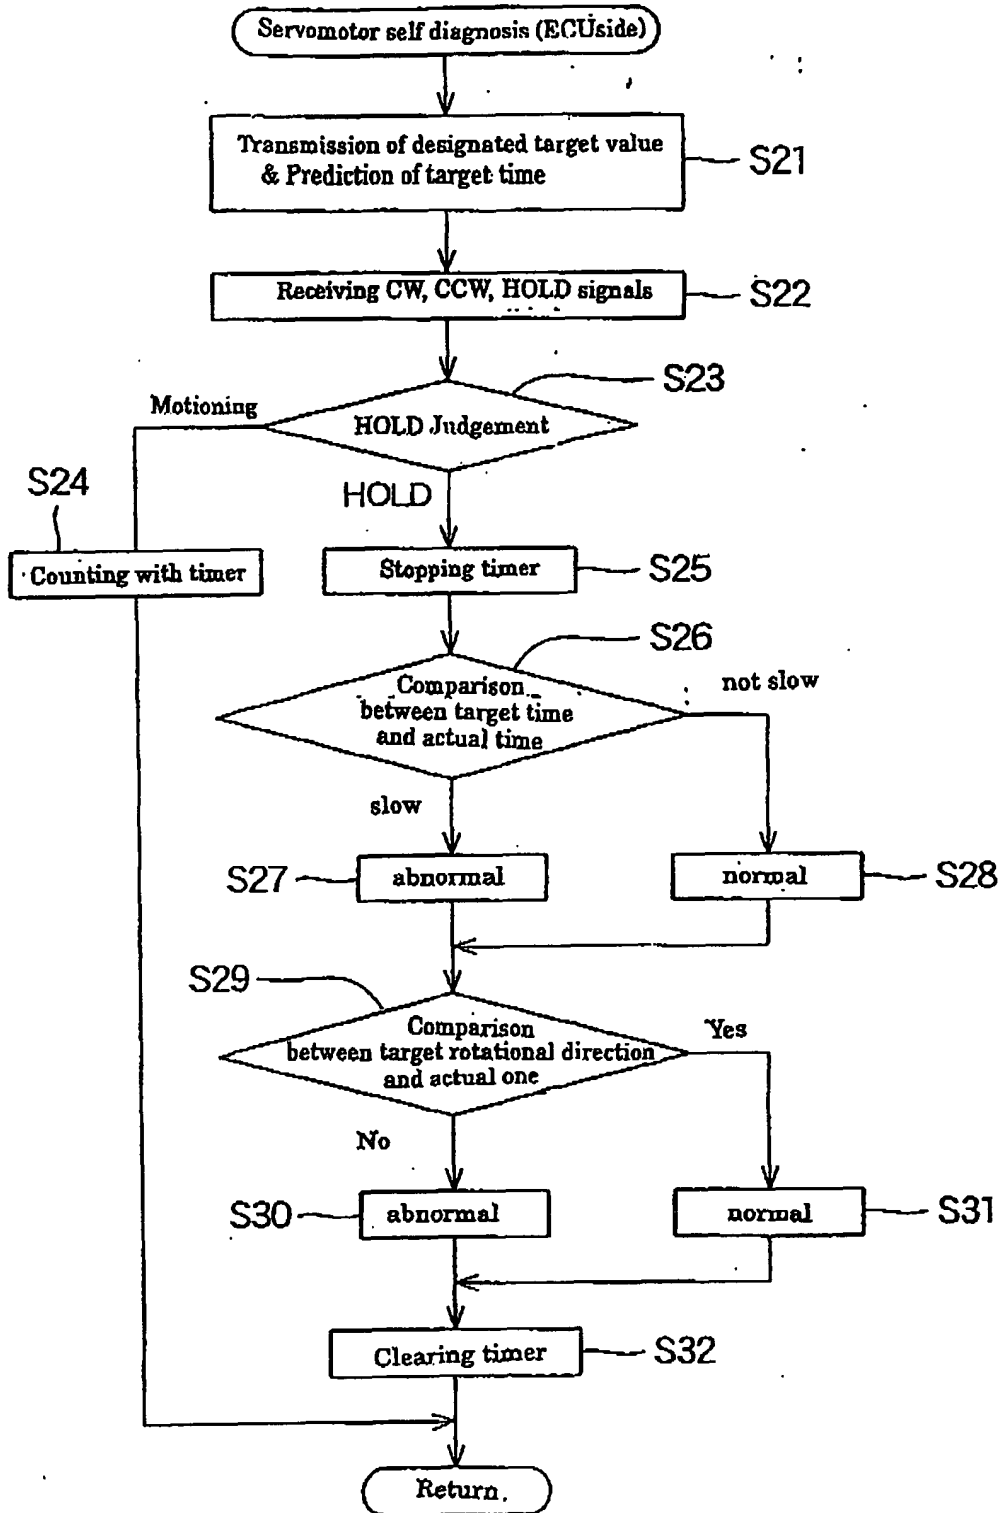 Servomotor self diagnosis (ECUside)
Transmission of designated target value
& Prediction of target time
S21
Receiving CW, CCW, HOLD signals
S22
S23
Motioning
HOLD Judgement
S24
HOLD
Counting with timer
Stopping timer
S25
S26
Comparison
between target time
and actual time
not slow
slow
S27
abnormal
normal
S28
S29
Comparison
between target rotational direction
and actual one
Yes
No
S30
abnormal
normal
S31
Clearing timer
S32
Return.